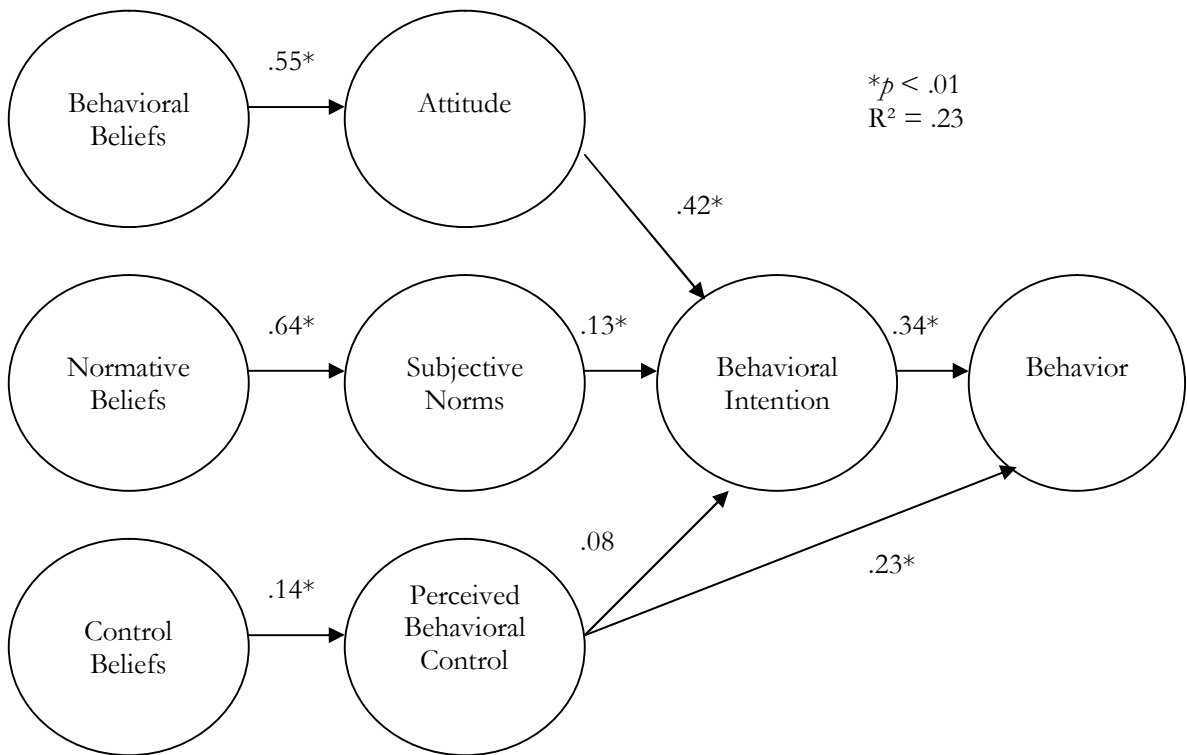 .55*
Behavioral
Beliefs
Attitude
*p < .01
R² = .23
.42*
.64*
.13*
.34*
Normative
Beliefs
Subjective
Norms
Behavioral
Intention
Behavior
.14*
.08
.23*
Control
Beliefs
Perceived
Behavioral
Control